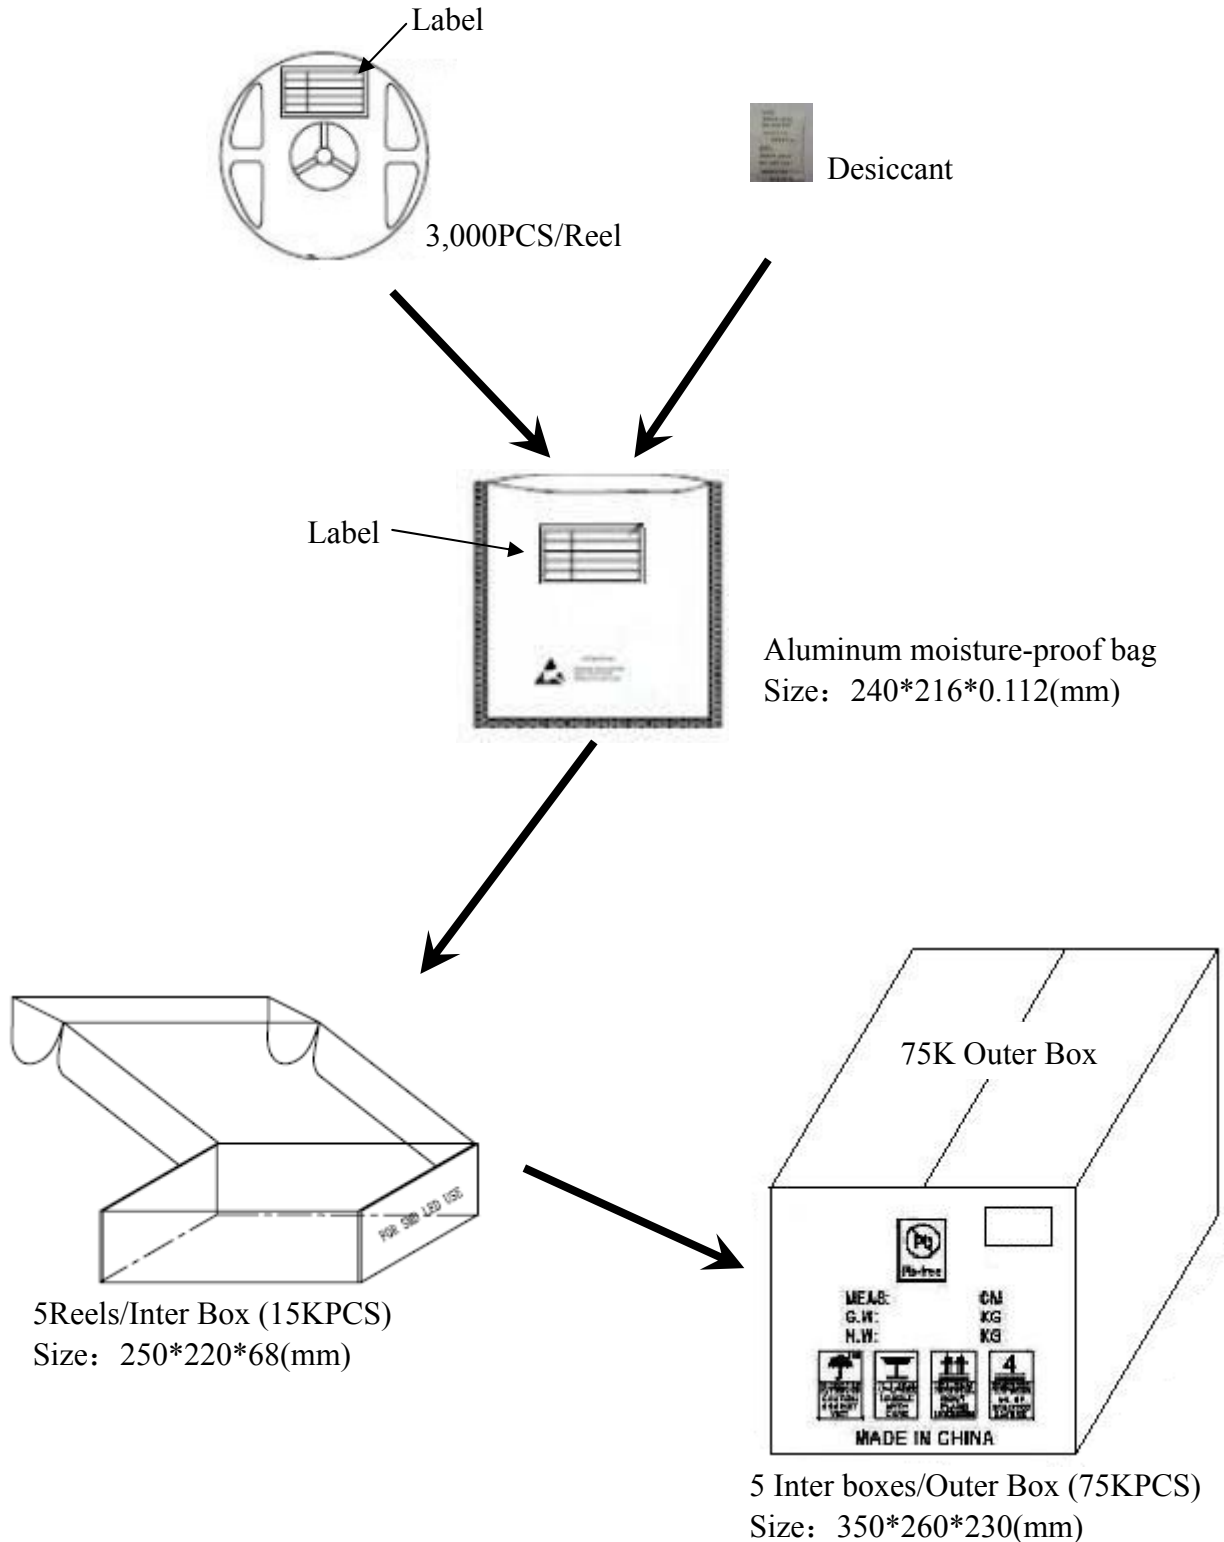 Label
Desiccant
3,000PCS/Reel
Label
Aluminum moisture-proof bag
Size：240*216*0.112(mm)
75K Outer Box
FOR SMD LED USE
5Reels/Inter Box (15KPCS)
Size：250*220*68(mm)
Pb
Pb-free
MEAS: CM
G.W: KG
N.W: KG
4
MADE IN CHINA
5 Inter boxes/Outer Box (75KPCS)
Size：350*260*230(mm)